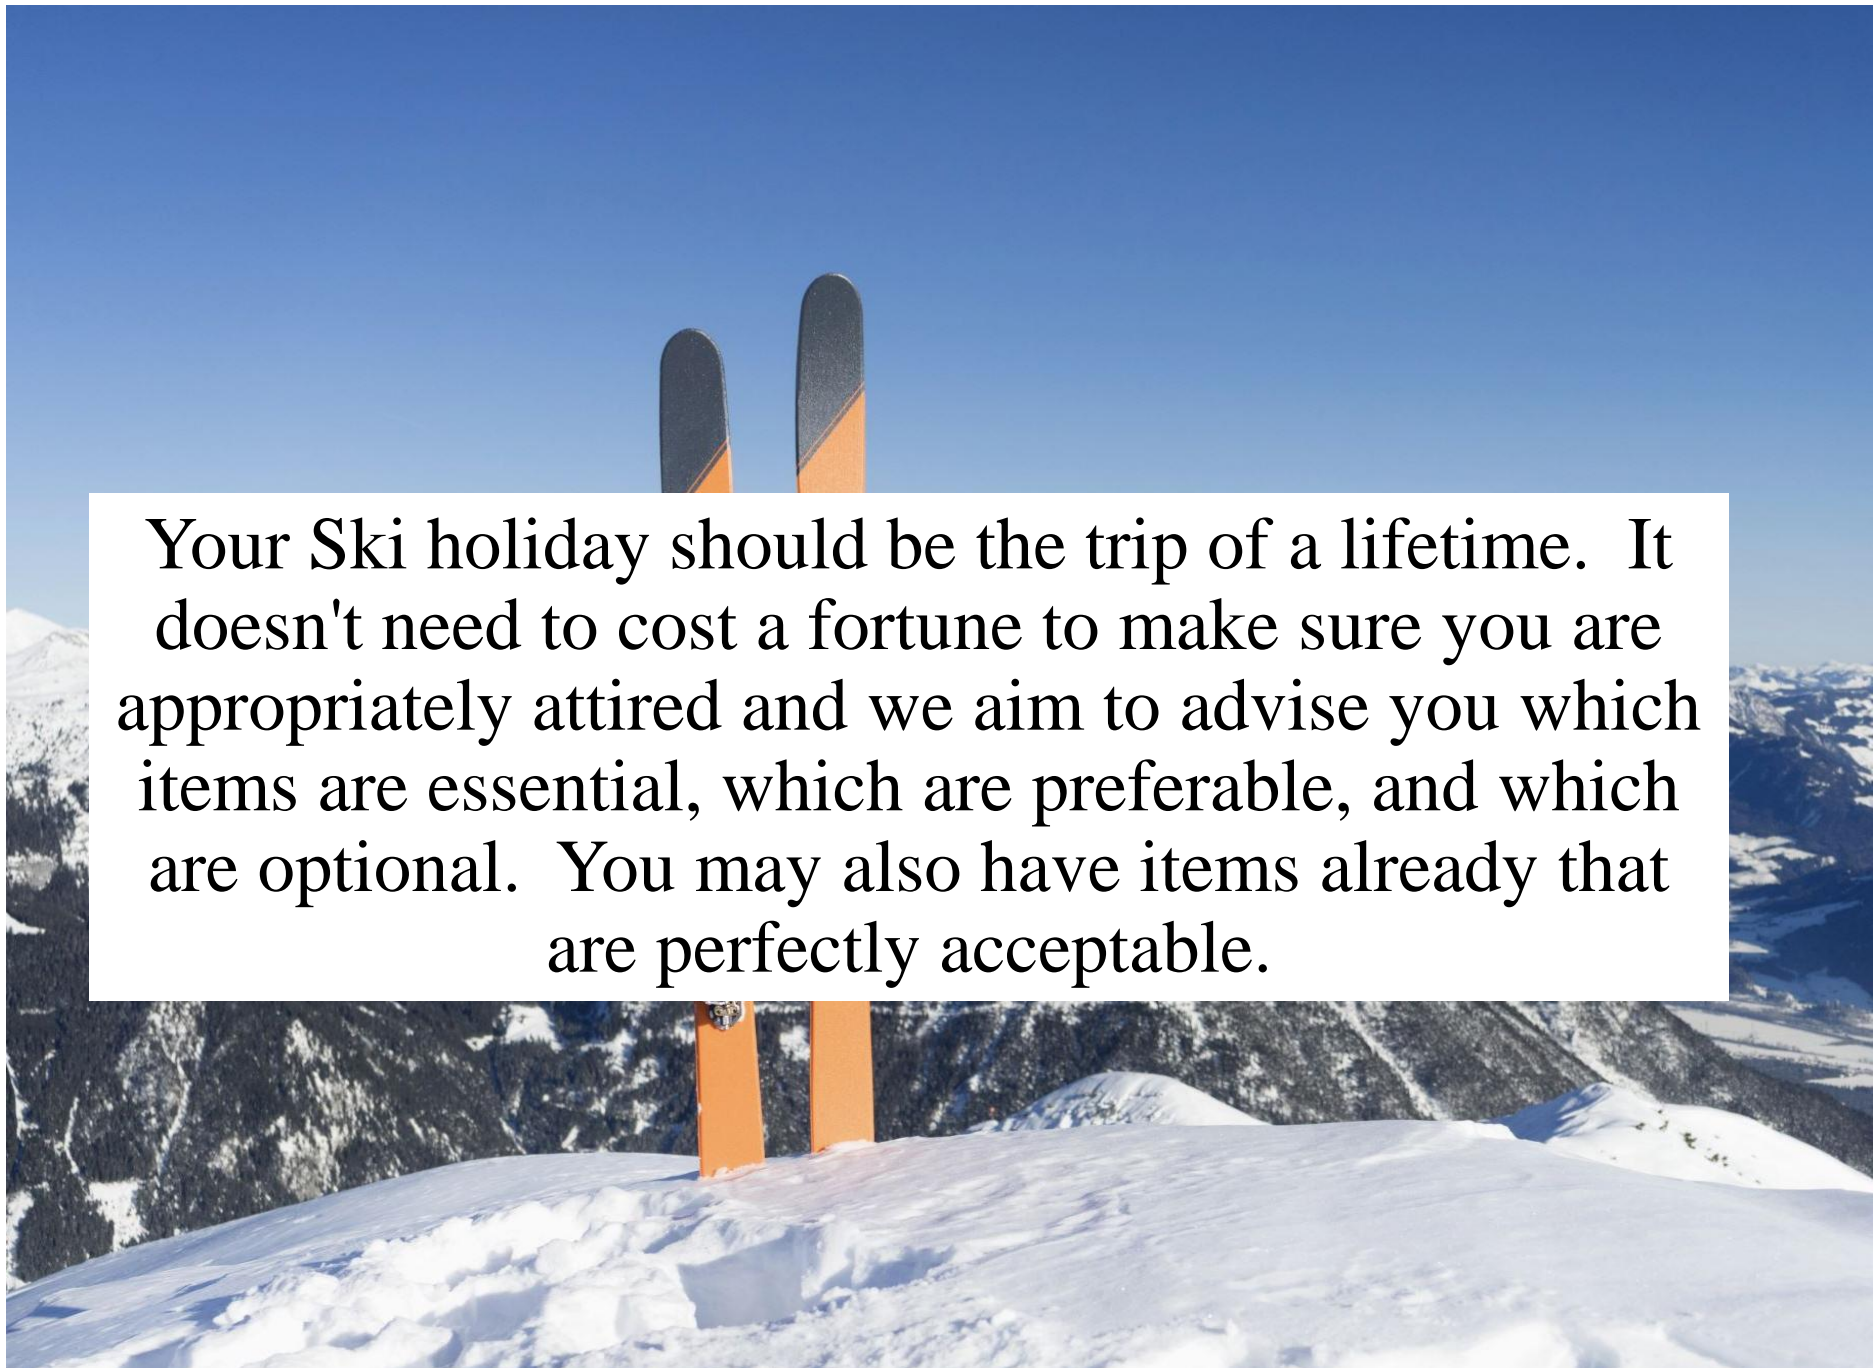 Your Ski holiday should be the trip of a lifetime.  It
doesn't need to cost a fortune to make sure you are
appropriately attired and we aim to advise you which
items are essential, which are preferable, and which
are optional.  You may also have items already that
are perfectly acceptable.